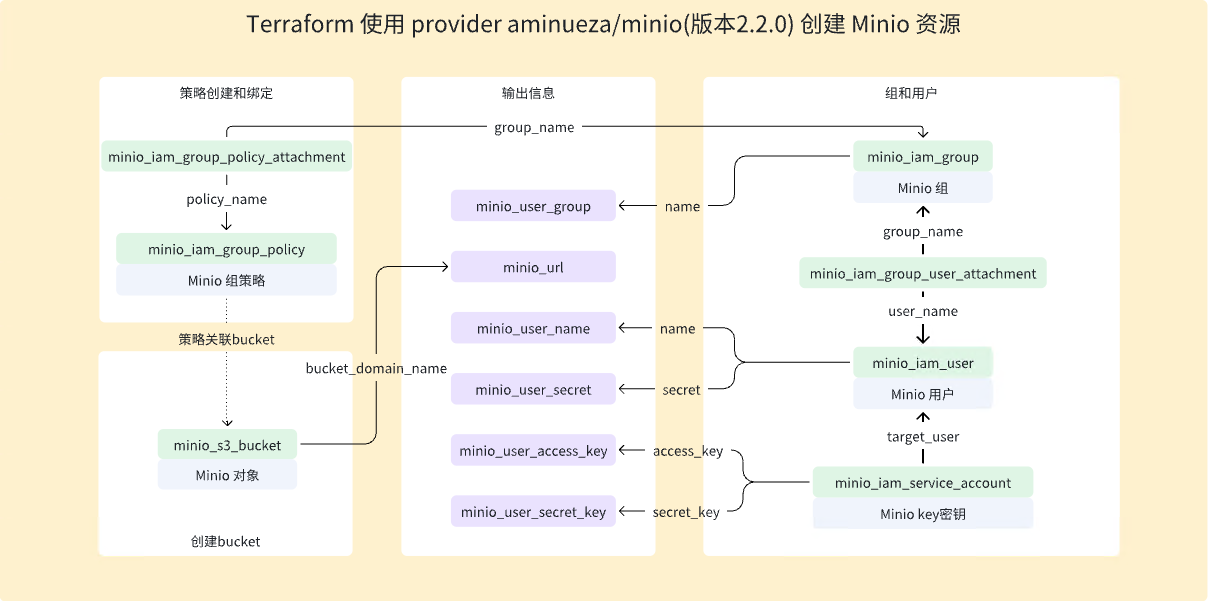 Terraform 使用 provider aminueza/minio(版本2.2.0) 创建 Minio 资源
策略创建和绑定
minio_iam_group_policy_attachment
policy_name
minio_iam_group_policy
Minio 组策略
策略关联bucket
minio_s3_bucket
Minio 对象
创建bucket
group_name
bucket_domain_name
输出信息
minio_user_group
minio_url
minio_user_name
minio_user_secret
minio_user_access_key
minio_user_secret_key
name
name
secret
access_key
secret_key
组和用户
minio_iam_group
Minio 组
group_name
minio_iam_group_user_attachment
user_name
minio_iam_user
Minio 用户
target_user
minio_iam_service_account
Minio key密钥